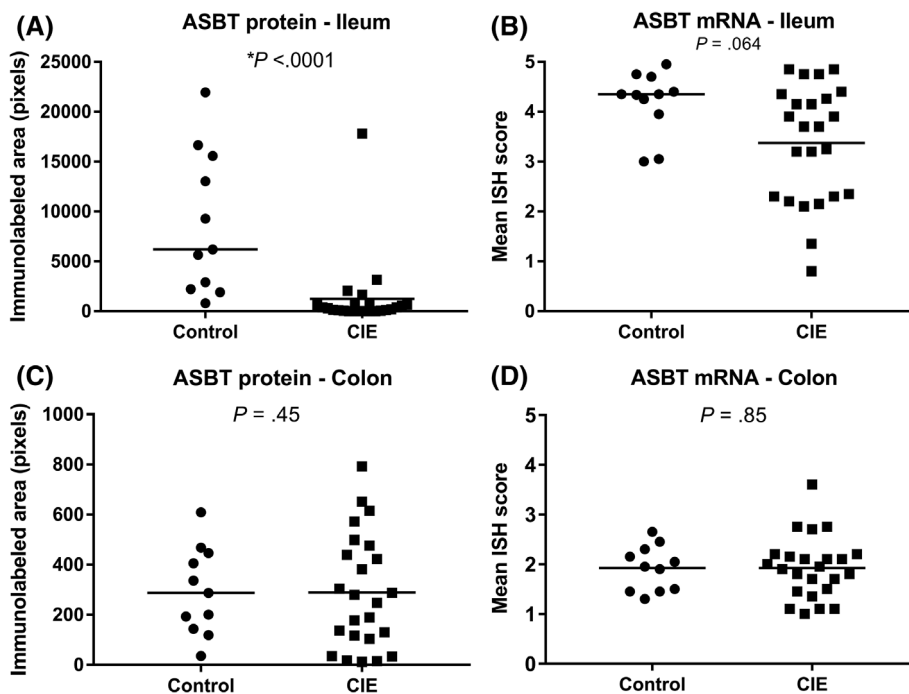 (A)
ASBT protein - Ileum
*P <.0001
Immunolabeled area (pixels)
25000
20000
15000
10000
5000
0
Control
CIE
(B)
ASBT mRNA - Ileum
P = .064
Mean ISH score
5
4
3
2
1
0
Control
CIE
(C)
ASBT protein - Colon
P = .45
Immunolabeled area (pixels)
1000
800
600
400
200
0
Control
CIE
(D)
ASBT mRNA - Colon
P = .85
Mean ISH score
5
4
3
2
1
0
Control
CIE